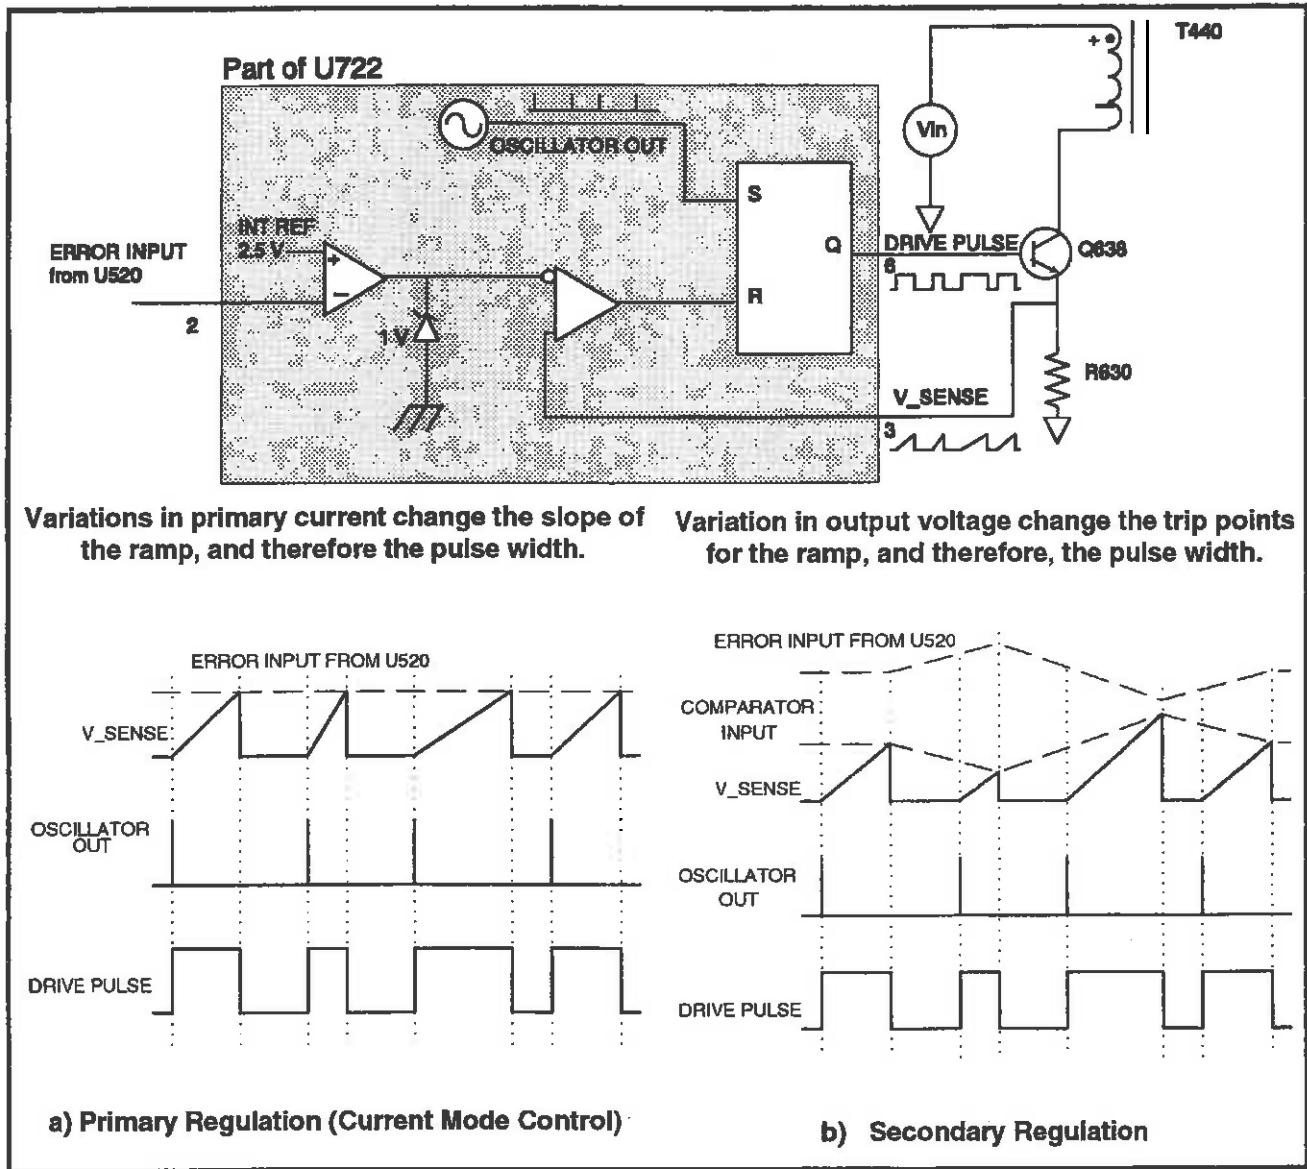 T440
Part of U722
Vin
OSCILLATOR OUT
INT REF
2.5 V
+
−
ERROR INPUT
from U520
2
1 V
S
Q
R
DRIVE PULSE
6
Q638
V_SENSE
3
R630
+
Variations in primary current change the slope of
the ramp, and therefore the pulse width.
Variation in output voltage change the trip points
for the ramp, and therefore, the pulse width.
ERROR INPUT FROM U520
V_SENSE
OSCILLATOR
OUT
DRIVE PULSE
a) Primary Regulation (Current Mode Control)
ERROR INPUT FROM U520
COMPARATOR
INPUT
V_SENSE
OSCILLATOR
OUT
DRIVE PULSE
b) Secondary Regulation